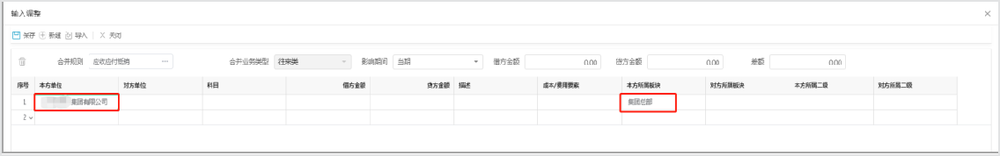 输入调整
保存 新建 导入 关闭
合并规则 应收应付抵销 合并业务类型 往来类 影响期间 当期 借方金额 0.00 贷方金额 0.00 差额 0.00
序号 本方单位 对方单位 科目 借方金额 贷方金额 描述 成本/费用要素 本方所属板块 对方所属板块 本方所属二级 对方所属二级
1 集团有限公司 集团总部
2